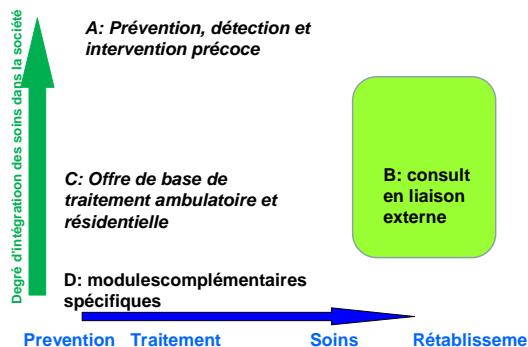 Degré d'intégratioon des soins dans la société
A: Prévention, détection et
intervention précoce
C: Offre de base de
traitement ambulatoire et
résidentielle
B: consult
en liaison
externe
D: modulescomplémentaires
spécifiques
Prevention Traitement Soins Rétablisseme